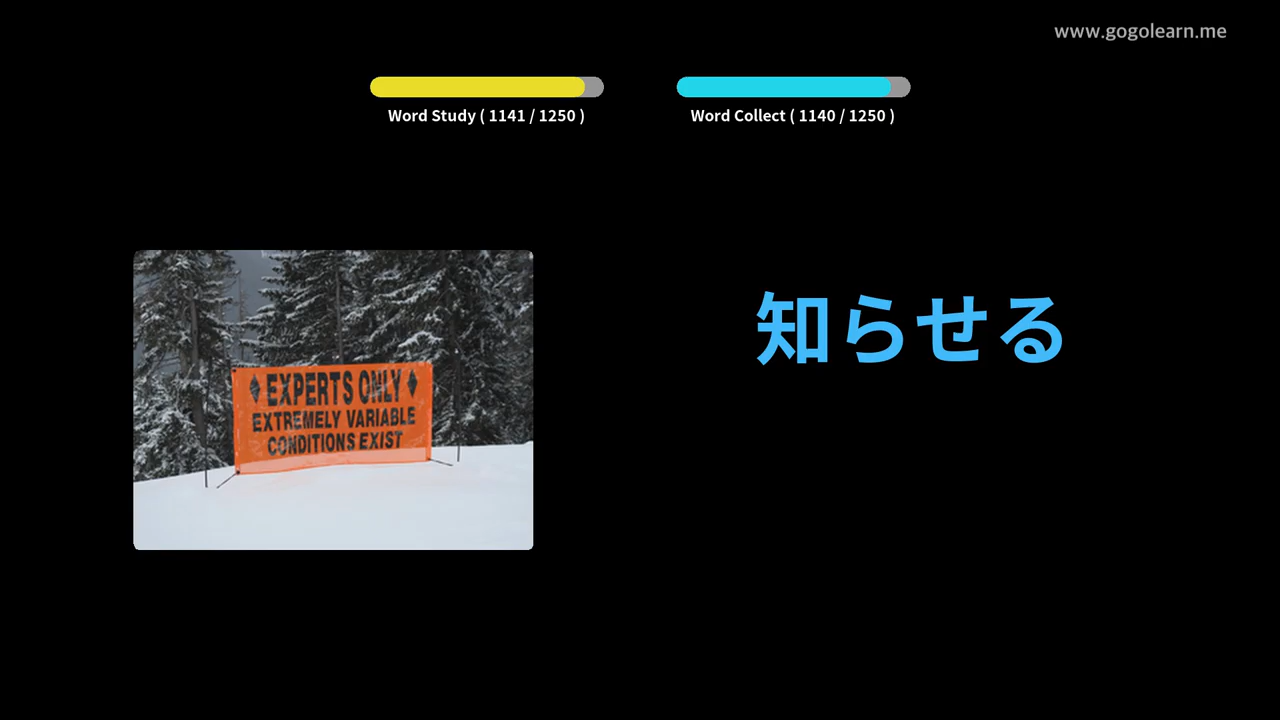 www.gogolearn.me
Word Study ( 1141 / 1250 )
Word Collect ( 1140 / 1250 )
EXPERTS ONLY
EXTREMELY VARIABLE
CONDITIONS EXIST
知らせる